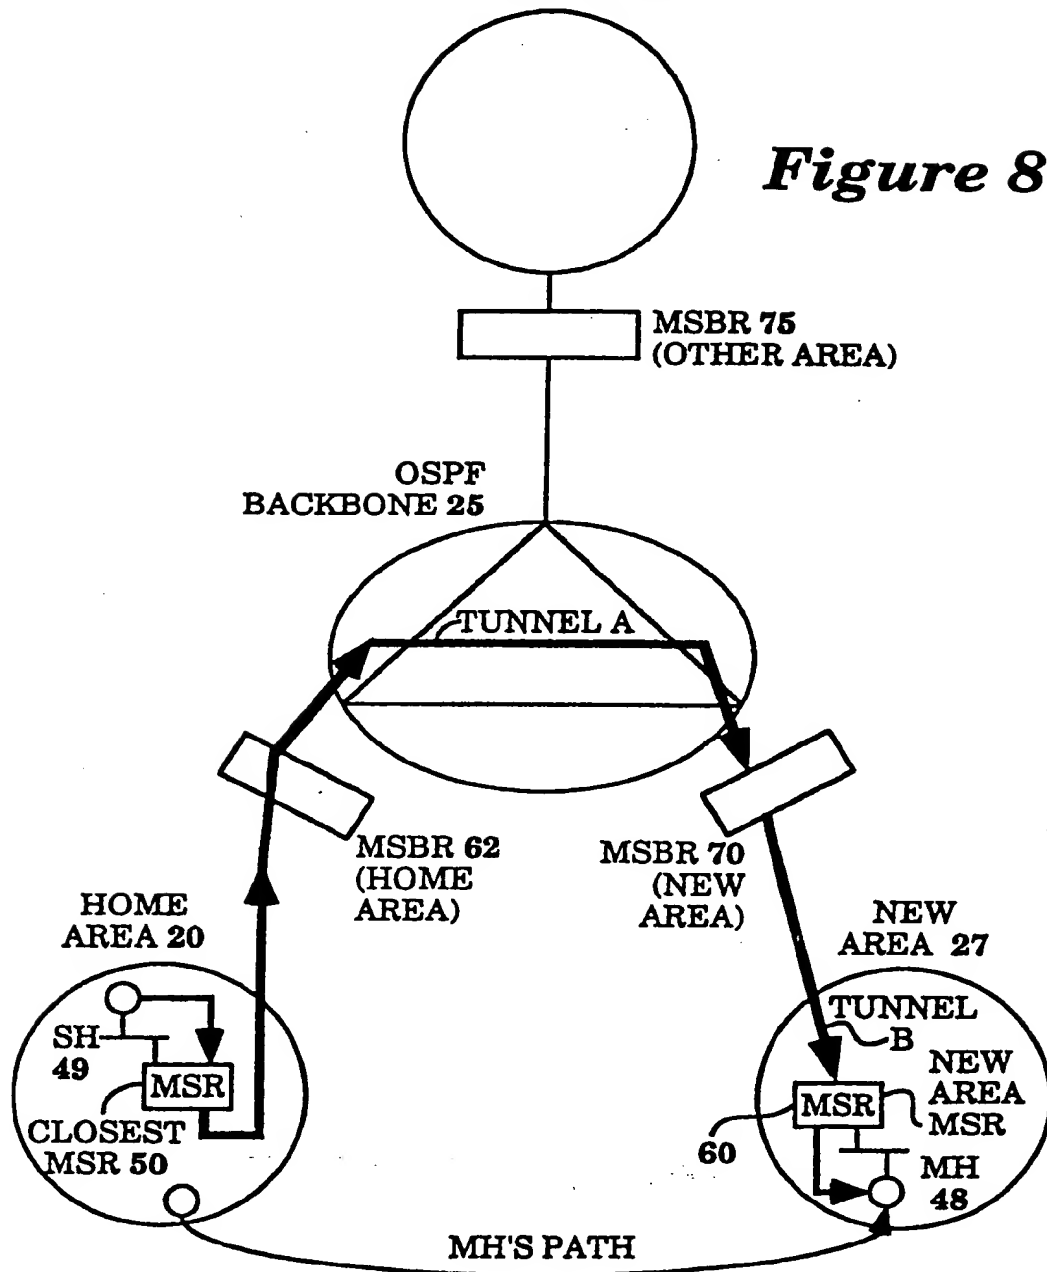 Figure 8
MSBR 75
(OTHER AREA)
OSPF
BACKBONE 25
TUNNEL A
MSBR 62
(HOME
AREA)
MSBR 70
(NEW
AREA)
HOME
AREA 20
NEW
AREA 27
SH
49
MSR
CLOSEST
MSR 50
TUNNEL
B
NEW
AREA
MSR
MSR
60
MH
48
MH'S PATH